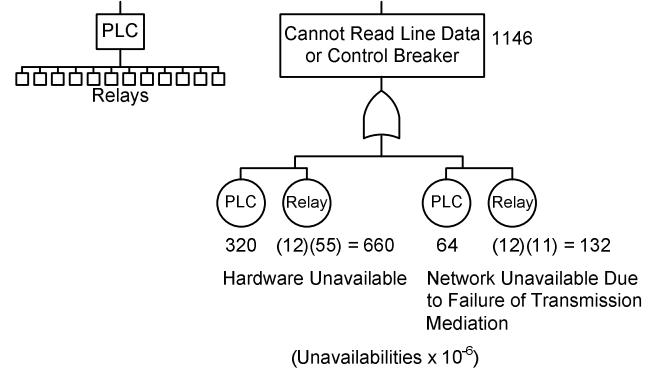 PLC
Relays
Cannot Read Line Data
or Control Breaker
1146
PLC
Relay
PLC
Relay
320
(12)(55) = 660
64
(12)(11) = 132
Hardware Unavailable
Network Unavailable Due
to Failure of Transmission
Mediation
(Unavailabilities x 10-6)